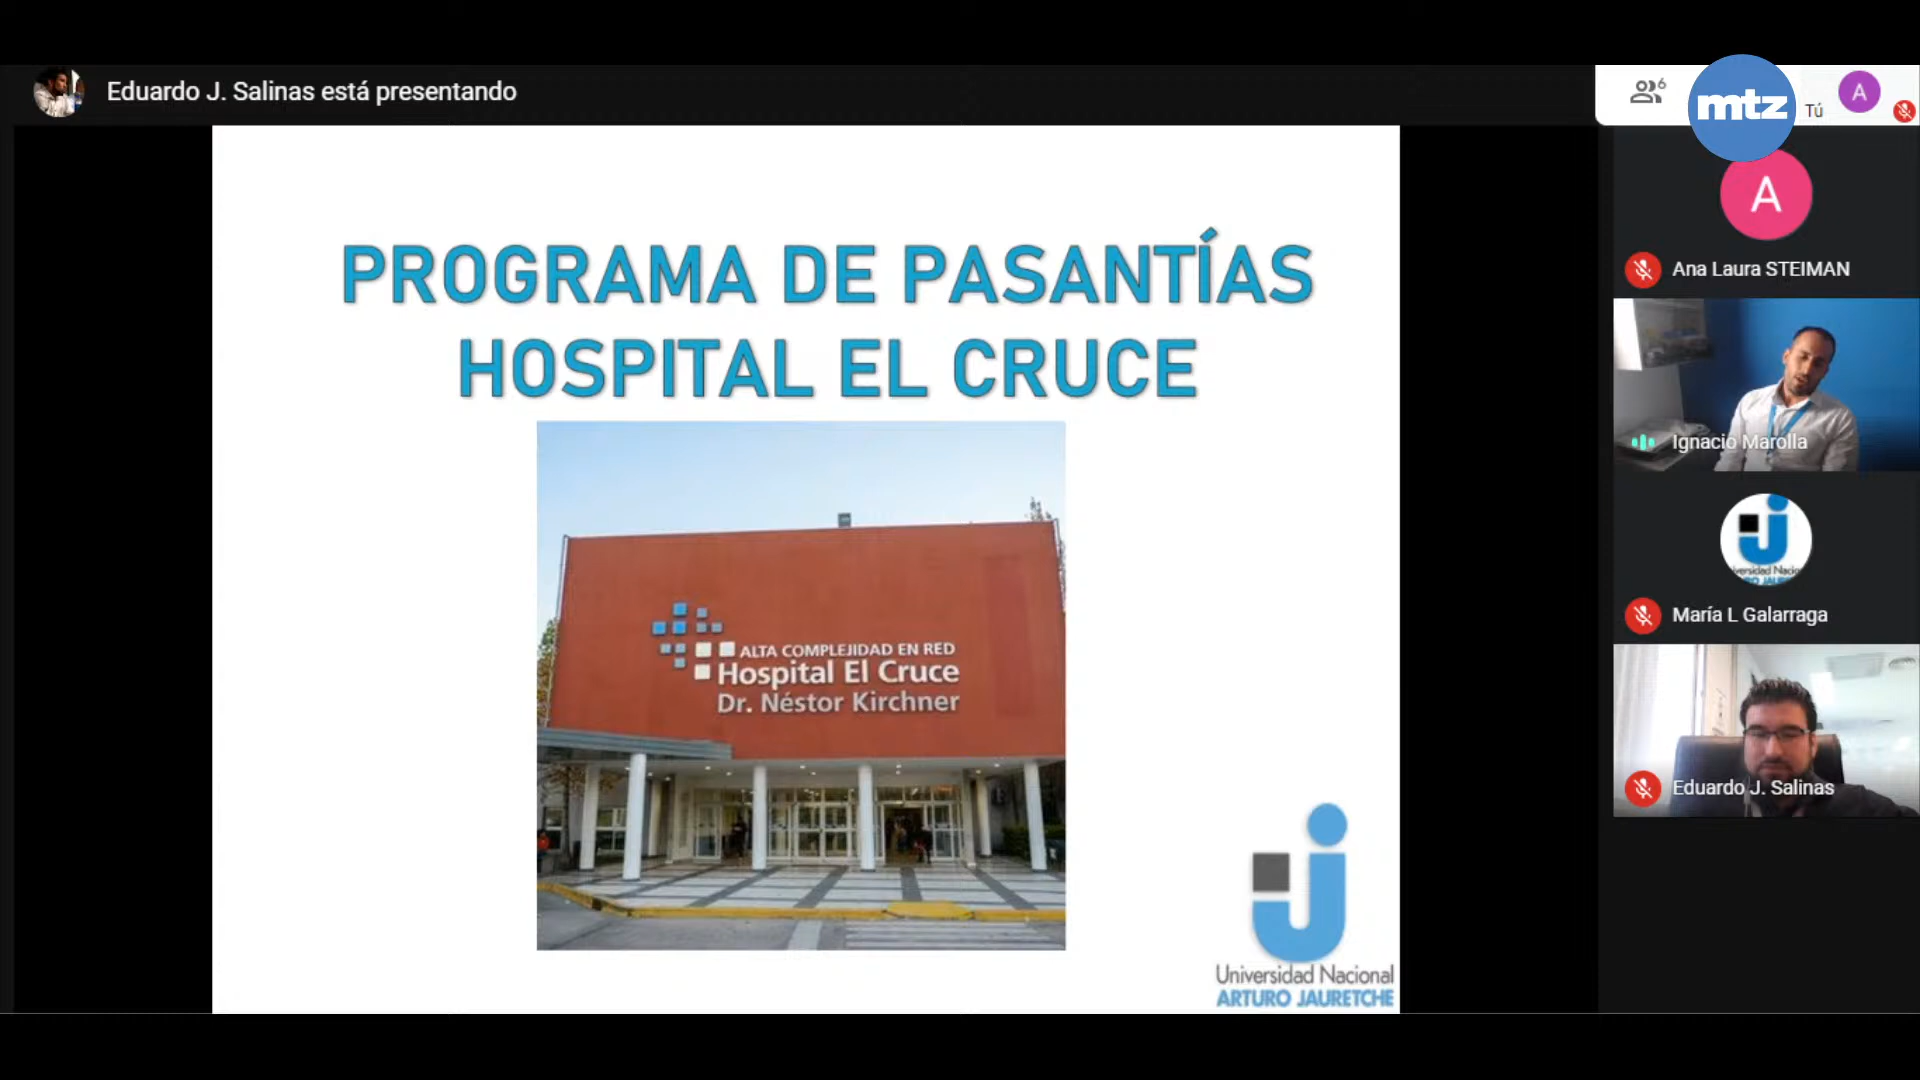 Eduardo J. Salinas está presentando
6
mtz
Tú
A
PROGRAMA DE PASANTÍAS
HOSPITAL EL CRUCE
ALTA COMPLEJIDAD EN RED
Hospital El Cruce
Dr. Néstor Kirchner
Universidad Nacional
ARTURO JAURETCHE
A
Ana Laura STEIMAN
Ignacio Marolla
María L Galarraga
Eduardo J. Salinas